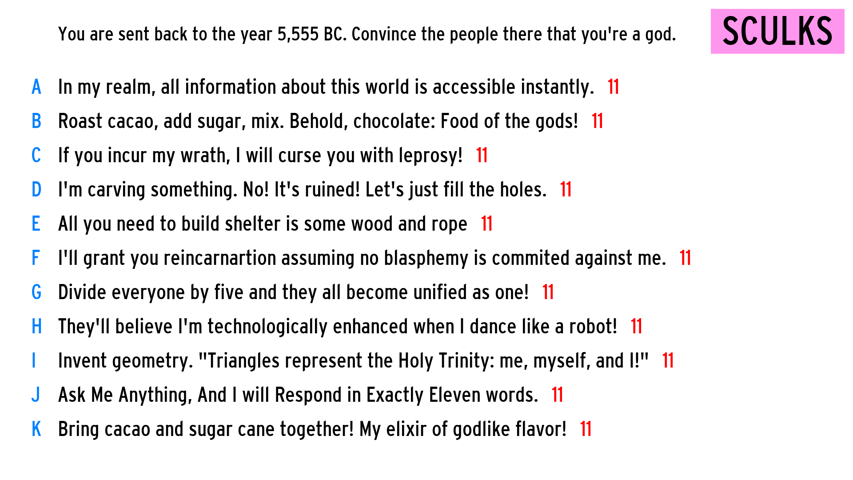 You are sent back to the year 5,555 BC. Convince the people there that you're a god.
SCULKS
A In my realm, all information about this world is accessible instantly. 11
B Roast cacao, add sugar, mix. Behold, chocolate: Food of the gods! 11
C If you incur my wrath, I will curse you with leprosy! 11
D I'm carving something. No! It's ruined! Let's just fill the holes. 11
E All you need to build shelter is some wood and rope 11
F I'll grant you reincarnartion assuming no blasphemy is commited against me. 11
G Divide everyone by five and they all become unified as one! 11
H They'll believe I'm technologically enhanced when I dance like a robot! 11
I Invent geometry. "Triangles represent the Holy Trinity: me, myself, and I!" 11
J Ask Me Anything, And I will Respond in Exactly Eleven words. 11
K Bring cacao and sugar cane together! My elixir of godlike flavor! 11